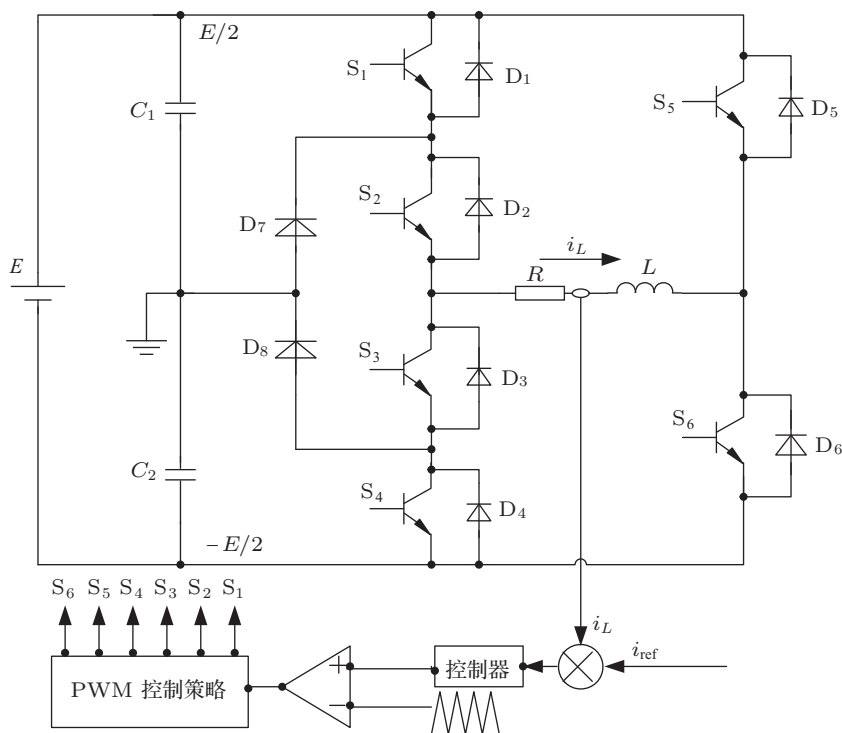 E/2
S1
D1
C1
S5
D5
S2
D2
D7
iL
E
R
L
D8
S3
D3
S6
D6
C2
S4
D4
−E/2
S6 S5 S4 S3 S2 S1
iL
iref
控制器
+
−
PWM 控制策略